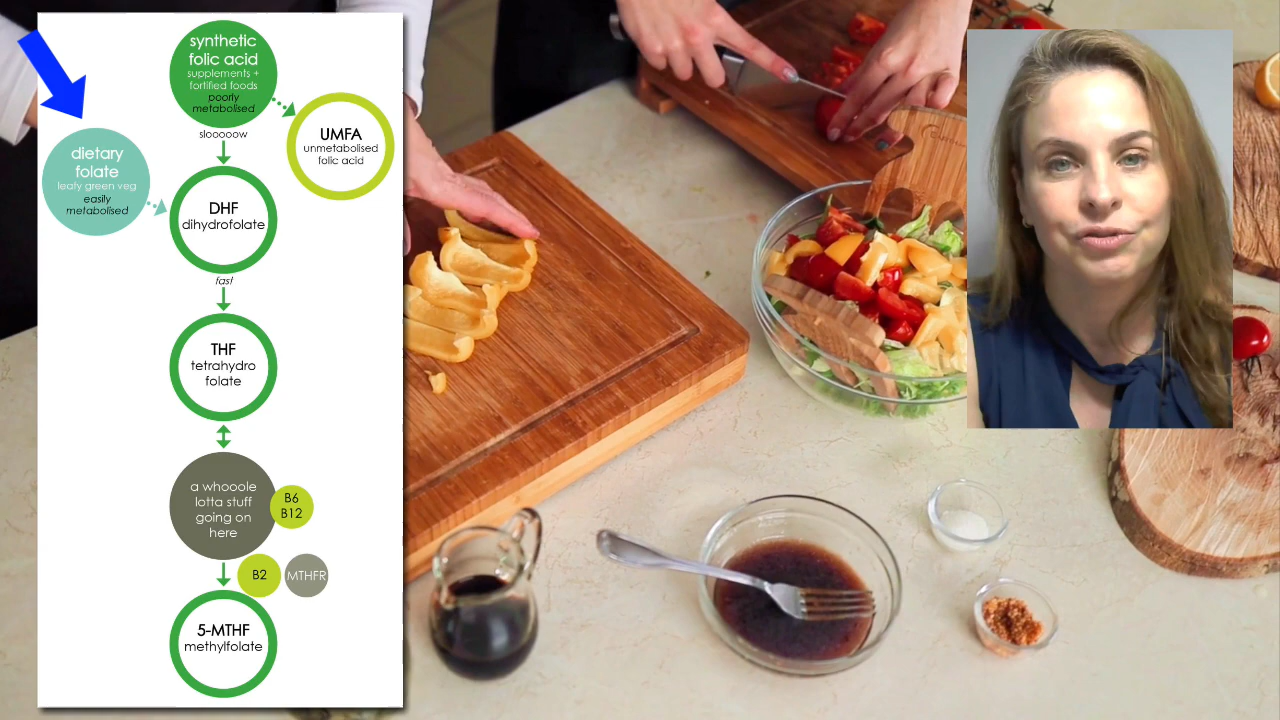 synthetic
folic acid
supplements +
fortified foods
poorly
metabolised
UMFA
unmetabolised
folic acid
slooooow
dietary
folate
leafy green veg
easily
metabolised
DHF
dihydrofolate
fast
THF
tetrahydro
folate
a whooole
lotta stuff
going on
here
B6
B12
B2
MTHFR
5-MTHF
methylfolate